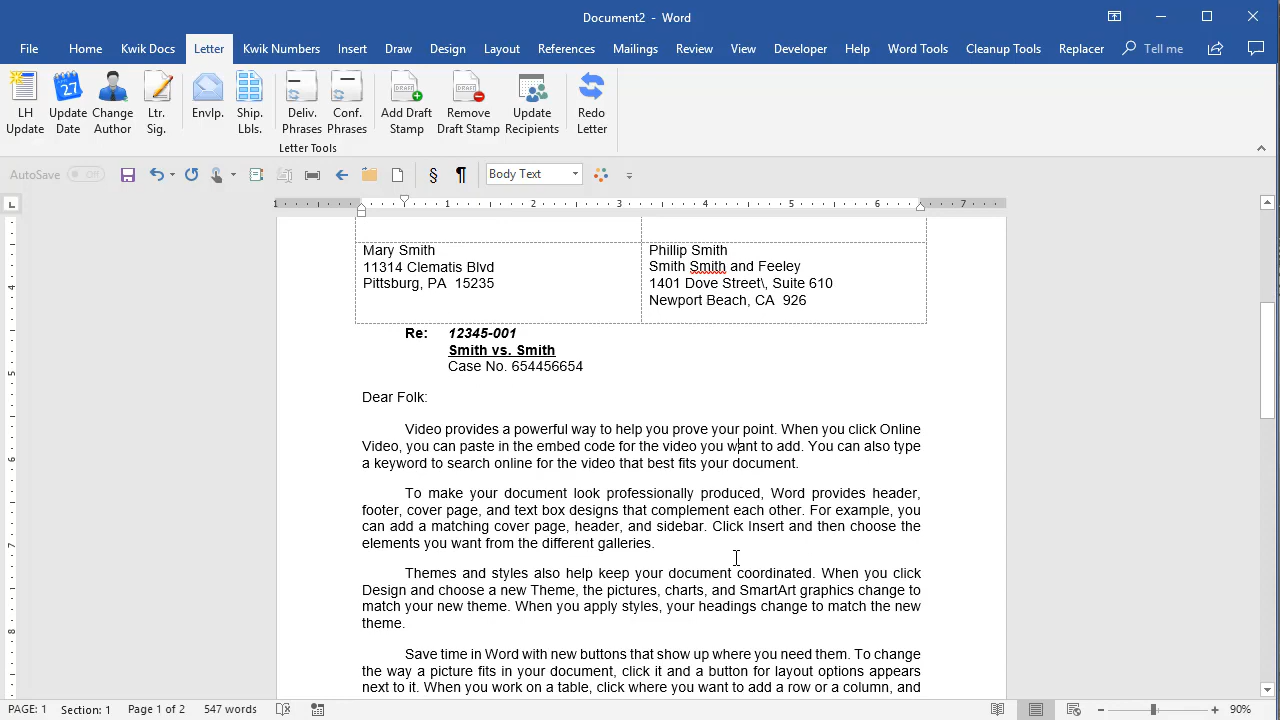 Document2 - Word
File Home Kwik Docs Letter Kwik Numbers Insert Draw Design Layout References Mailings Review View Developer Help Word Tools Cleanup Tools Replacer Tell me
LH Update
Update Date
Change Author
Ltr. Sig.
Envlp.
Ship. Lbls.
Deliv. Phrases
Conf. Phrases
Add Draft Stamp
Remove Draft Stamp
Update Recipients
Redo Letter
Letter Tools
AutoSave Off § ¶ Body Text
1 1 2 3 4 5 6 7
Mary Smith
11314 Clematis Blvd
Pittsburg, PA 15235
Phillip Smith
Smith Smith and Feeley
1401 Dove Street\, Suite 610
Newport Beach, CA 926
Re: 12345-001
Smith vs. Smith
Case No. 654456654
Dear Folk:
Video provides a powerful way to help you prove your point. When you click Online
Video, you can paste in the embed code for the video you want to add. You can also type
a keyword to search online for the video that best fits your document.
To make your document look professionally produced, Word provides header,
footer, cover page, and text box designs that complement each other. For example, you
can add a matching cover page, header, and sidebar. Click Insert and then choose the
elements you want from the different galleries.
Themes and styles also help keep your document coordinated. When you click
Design and choose a new Theme, the pictures, charts, and SmartArt graphics change to
match your new theme. When you apply styles, your headings change to match the new
theme.
Save time in Word with new buttons that show up where you need them. To change
the way a picture fits in your document, click it and a button for layout options appears
next to it. When you work on a table, click where you want to add a row or a column, and
4
5
6
7
8
PAGE: 1 Section: 1 Page 1 of 2 547 words 90%